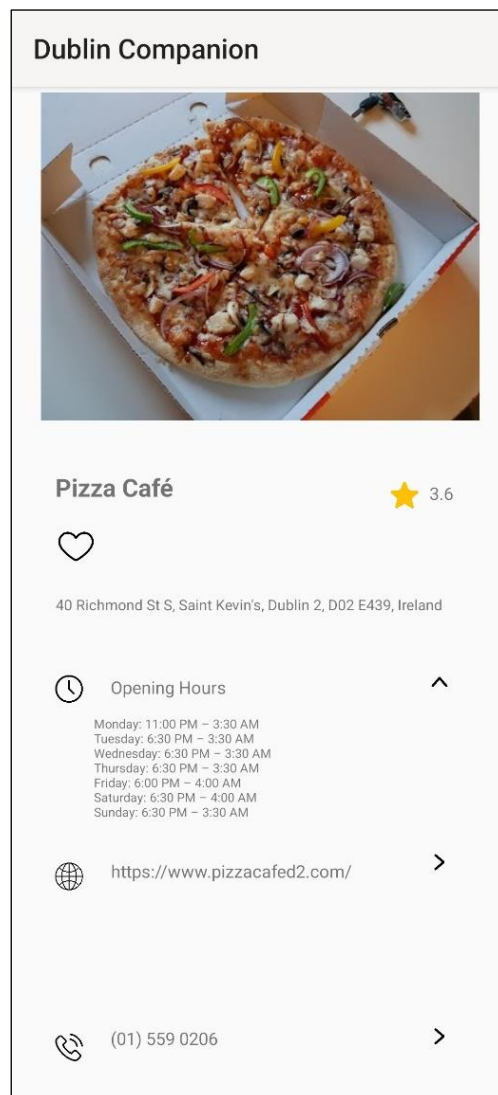 Dublin Companion
Pizza Café
3.6
40 Richmond St S, Saint Kevin's, Dublin 2, D02 E439, Ireland
Opening Hours
Monday: 11:00 PM – 3:30 AM
Tuesday: 6:30 PM – 3:30 AM
Wednesday: 6:30 PM – 3:30 AM
Thursday: 6:30 PM – 3:30 AM
Friday: 6:00 PM – 4:00 AM
Saturday: 6:30 PM – 4:00 AM
Sunday: 6:30 PM – 3:30 AM
https://www.pizzacafed2.com/
(01) 559 0206